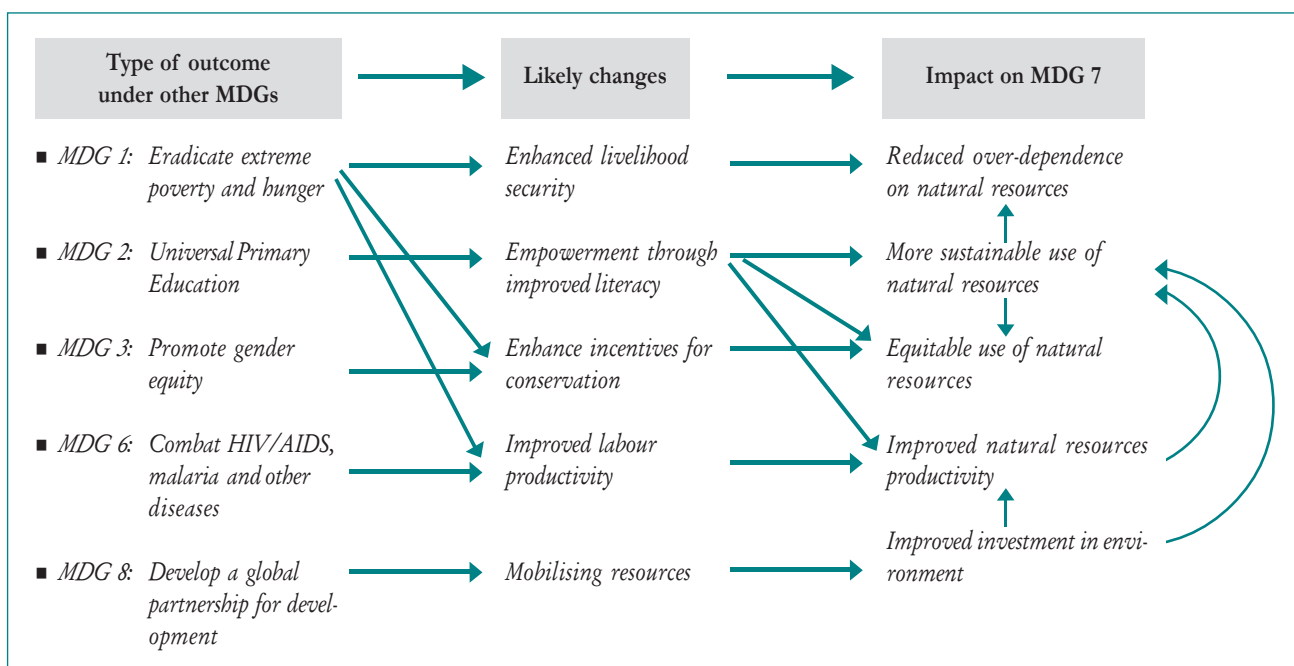 Type of outcome
under other MDGs
Likely changes
Impact on MDG 7
■ MDG 1: Eradicate extreme
poverty and hunger
Enhanced livelihood
security
Reduced over-dependence
on natural resources
■ MDG 2: Universal Primary
Education
Empowerment through
improved literacy
More sustainable use of
natural resources
■ MDG 3: Promote gender
equity
Enhance incentives for
conservation
Equitable use of natural
resources
■ MDG 6: Combat HIV/AIDS,
malaria and other
diseases
Improved labour
productivity
Improved natural resources
productivity
■ MDG 8: Develop a global
partnership for devel-
opment
Mobilising resources
Improved investment in envi-
ronment